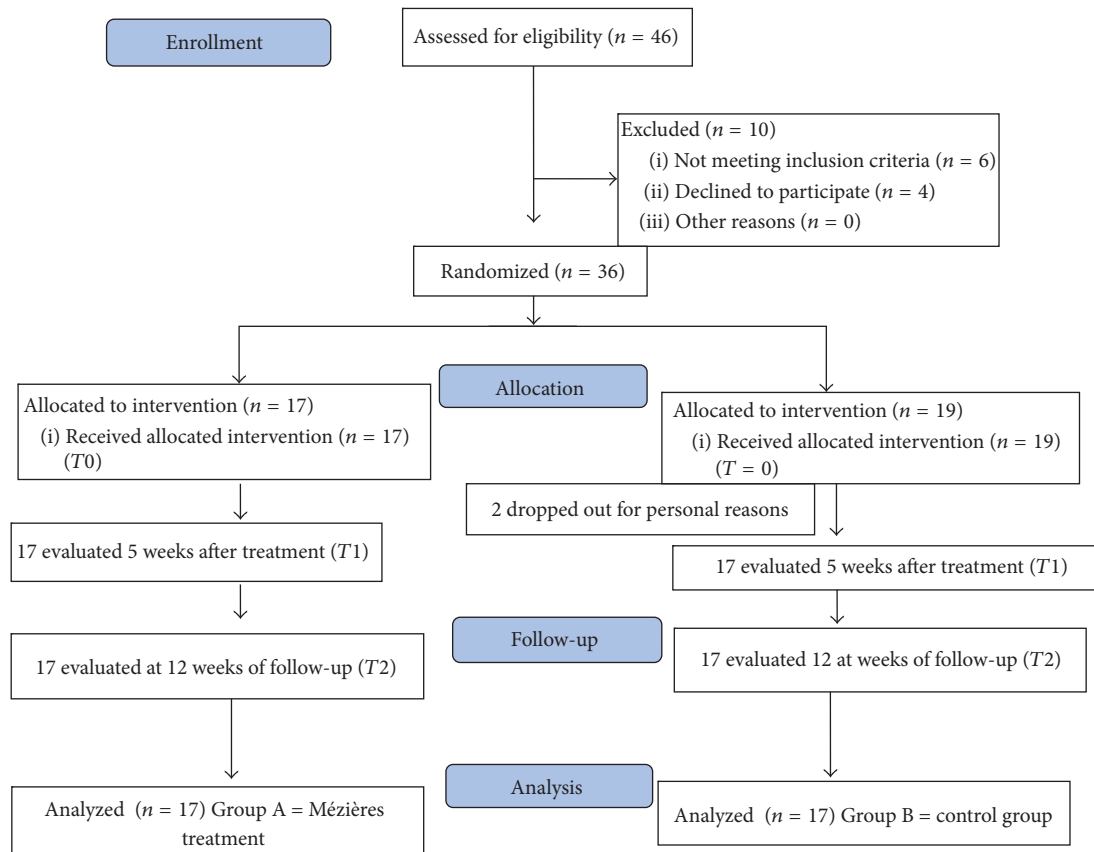 Enrollment
Assessed for eligibility (n = 46)
Excluded (n = 10)
(i) Not meeting inclusion criteria (n = 6)
(ii) Declined to participate (n = 4)
(iii) Other reasons (n = 0)
Randomized (n = 36)
Allocation
Allocated to intervention (n = 17)
(i) Received allocated intervention (n = 17)
(T0)
Allocated to intervention (n = 19)
(i) Received allocated intervention (n = 19)
(T = 0)
2 dropped out for personal reasons
17 evaluated 5 weeks after treatment (T1)
17 evaluated 5 weeks after treatment (T1)
Follow-up
17 evaluated at 12 weeks of follow-up (T2)
17 evaluated 12 at weeks of follow-up (T2)
Analysis
Analyzed (n = 17) Group A = Mézières
treatment
Analyzed (n = 17) Group B = control group